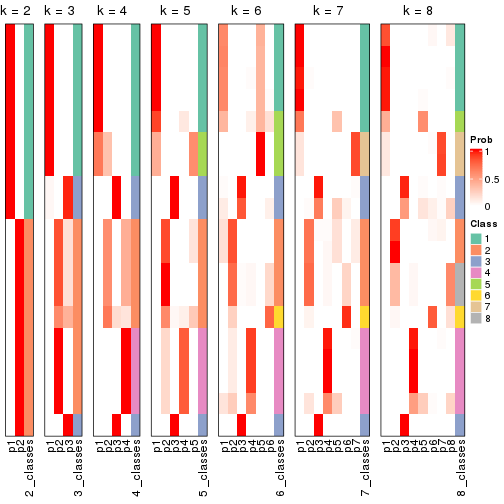 k = 2 k = 3 k = 4 k = 5 k = 6 k = 7 k = 8
Prob
1
0.5
0
Class
1
2
3
4
5
6
7
8
p1 p2 2_classes
p1 p2 p3 3_classes
p1 p2 p3 p4 4_classes
p1 p2 p3 p4 p5 5_classes
p1 p2 p3 p4 p5 p6 6_classes
p1 p2 p3 p4 p5 p6 p7 7_classes
p1 p2 p3 p4 p5 p6 p7 p8 8_classes